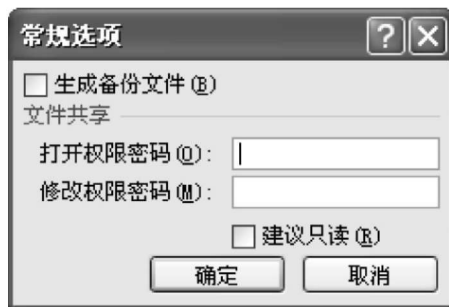 常规选项
生成备份文件(B)
文件共享
打开权限密码(O):
修改权限密码(M):
建议只读(R)
确定 取消